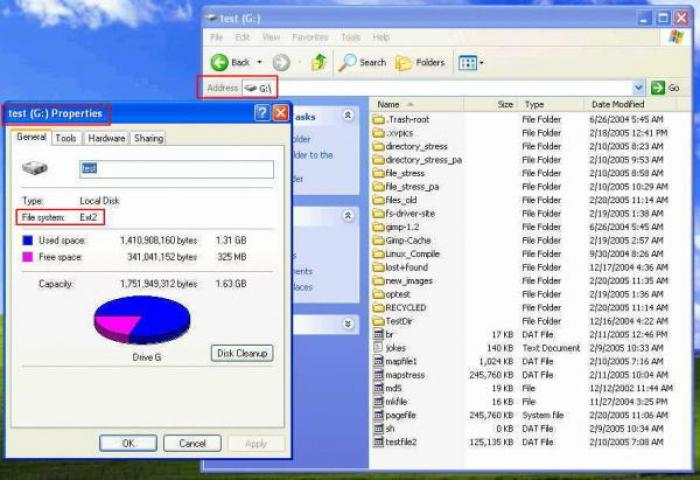 test (G:)
File Edit View Favorites Tools Help
Back Search Folders
Address G:\ Go
asks
older
lder to the
der
s
ments
laces
Name Size Type Date Modified
.Trash-root File Folder 6/26/2004 5:45 AM
.xvpics File Folder 2/18/2005 12:41 PM
directory_stress File Folder 2/10/2005 8:23 AM
directory_stress_pa File Folder 2/10/2005 9:53 AM
file_stress File Folder 2/10/2005 8:58 AM
file_stress_pa File Folder 2/10/2005 10:29 AM
files_old File Folder 2/20/2005 11:14 AM
fs-driver-site File Folder 2/19/2005 1:38 AM
gimp-1.2 File Folder 6/26/2004 5:45 AM
Gimp-Cache File Folder 2/19/2005 2:57 AM
Linux_Compile File Folder 9/30/2004 8:26 AM
lost+found File Folder 12/17/2004 4:36 AM
new_images File Folder 2/20/2005 11:35 AM
optest File Folder 2/19/2005 1:36 AM
RECYCLED File Folder 2/20/2005 11:14 AM
TestDir File Folder 12/16/2004 4:22 AM
br 17 KB DAT File 2/11/2005 12:46 PM
jokes 140 KB Text Document 2/9/2005 10:33 AM
mapfile1 1,024 KB DAT File 2/10/2005 7:16 AM
mapstress 245,760 KB DAT File 2/11/2005 10:04 AM
md5 19 KB File 12/12/2002 11:44 AM
mkfile 16 KB File 11/27/2004 3:25 PM
pagefile 245,760 KB System file 2/20/2005 11:06 AM
sh 0 KB DAT File 2/9/2005 10:34 AM
testfile2 125,135 KB DAT File 2/10/2005 7:08 AM
test (G:) Properties
General Tools Hardware Sharing
test
Type: Local Disk
File system: Ext2
Used space: 1,410,908,160 bytes 1.31 GB
Free space: 341,041,152 bytes 325 MB
Capacity: 1,751,949,312 bytes 1.63 GB
Drive G
Disk Cleanup
OK Cancel Apply